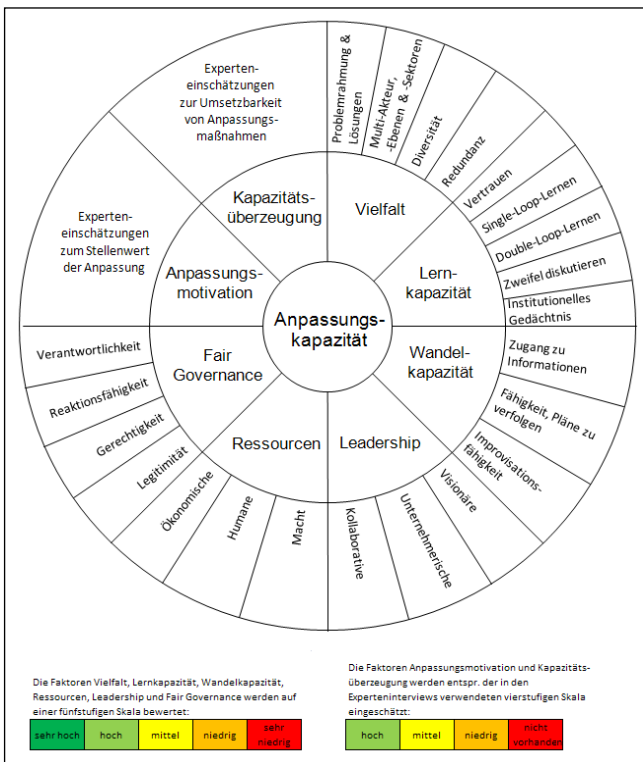 Experten-
einschätzungen
zur Umsetzbarkeit
von Anpassungs-
maßnahmen
Problemrahmung &
Lösungen
Multi-Akteur,
-Ebenen & -Sektoren
Diversität
Redundanz
Vertrauen
Single-Loop-Lernen
Double-Loop-Lernen
Zweifel diskutieren
Institutionelles
Gedächtnis
Zugang zu
Informationen
Fähigkeit, Pläne zu
verfolgen
Improvisations-
fähigkeit
Visionäre
Unternehmerische
Kollaborative
Macht
Humane
Ökonomische
Legitimität
Gerechtigkeit
Reaktionsfähigkeit
Verantwortlichkeit
Experten-
einschätzungen
zum Stellenwert
der Anpassung
Kapazitäts-
überzeugung
Vielfalt
Lern-
kapazität
Wandel-
kapazität
Leadership
Ressourcen
Fair
Governance
Anpassungs-
motivation
Anpassungs-
kapazität
Die Faktoren Vielfalt, Lernkapazität, Wandelkapazität,
Ressourcen, Leadership und Fair Governance werden auf
einer fünfstufigen Skala bewertet:
sehr hoch
hoch
mittel
niedrig
sehr
niedrig
Die Faktoren Anpassungsmotivation und Kapazitäts-
überzeugung werden entspr. der in den
Experteninterviews verwendeten vierstufigen Skala
eingeschätzt:
hoch
mittel
niedrig
nicht
vorhanden